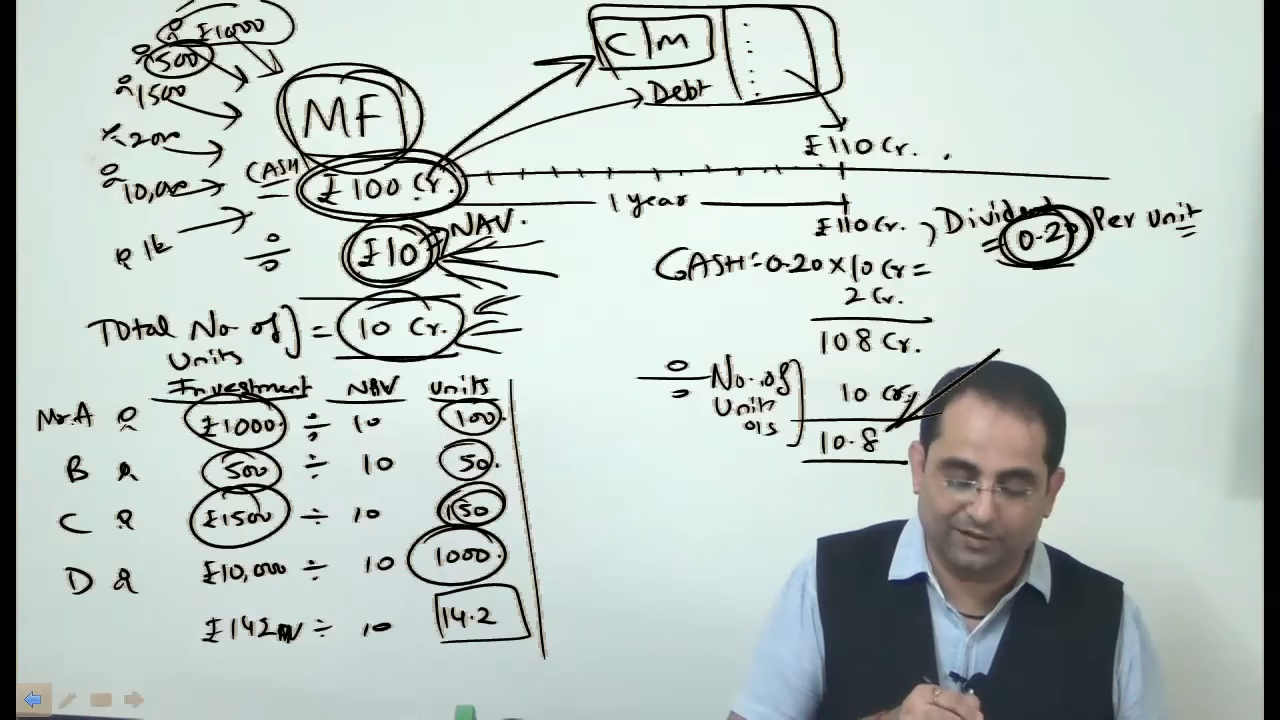 £1000
500
1500
2000
10,000
1k
MF
CASH
£100 Cr.
÷
£10
NAV.
Total No of
Units
= 10 Cr.
C | M
Debt
£110 Cr.
1 year
£110 Cr. , Dividend = 0.20 Per Unit
CASH = 0.20 × 10 Cr =
2 Cr.
108 Cr.
÷ No. of
Units
O/s
10 Cr,
10.8
Investment NAV Units
Mr. A £1000 ÷ 10 100.
B 500 ÷ 10 50.
C £1500 ÷ 10 150
D £10,000 ÷ 10 1000.
÷ 10 14.2